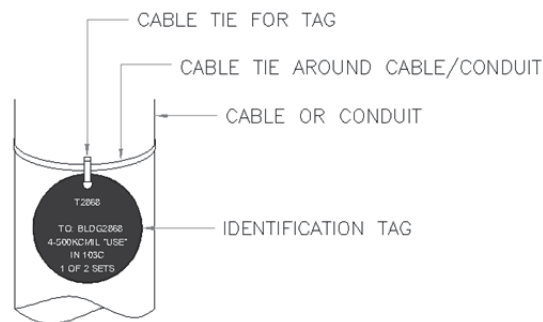 CABLE TIE FOR TAG
CABLE TIE AROUND CABLE/CONDUIT
CABLE OR CONDUIT
T2868
TO: BLDG2868
4-500KCMIL "USE"
IN 103C
1 OF 2 SETS
IDENTIFICATION TAG